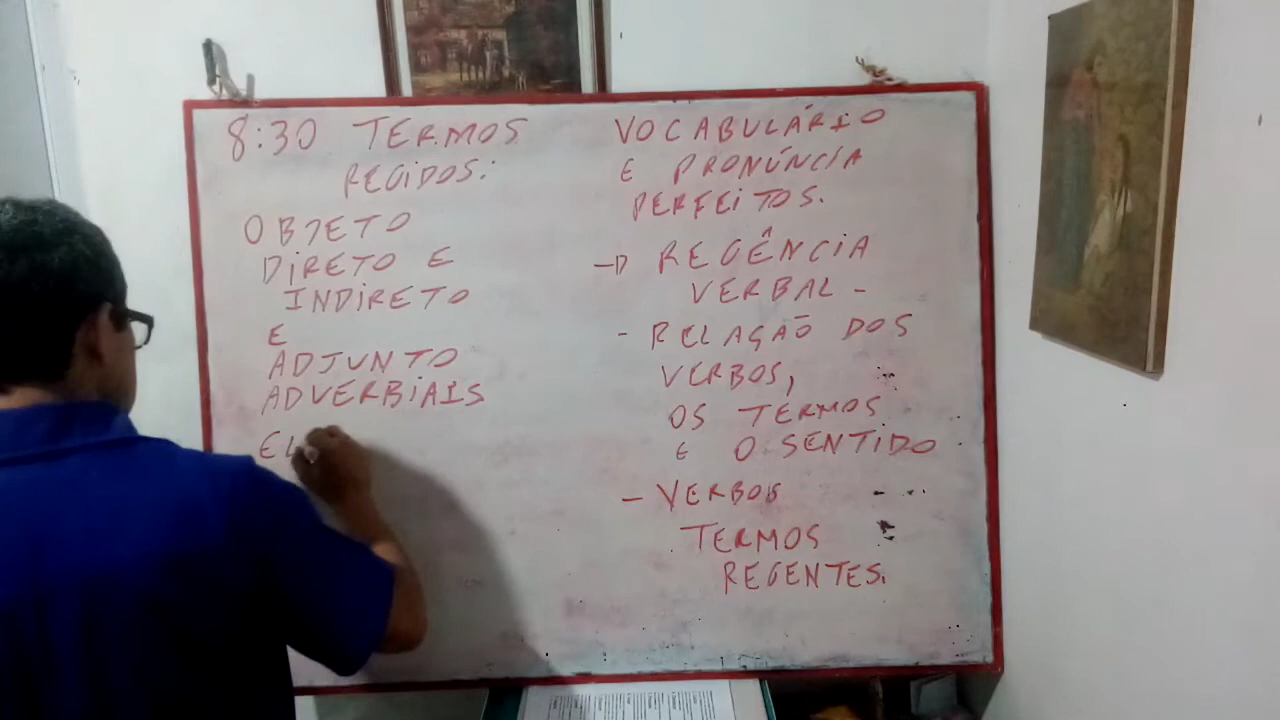 8:30 TERMOS
REGIDOS:
OBJETO
DIRETO E
INDIRETO
E
ADJUNTO
ADVERBIAIS
VOCABULÁRIO
E PRONÚNCIA
PERFEITOS.
REGÊNCIA
VERBAL -
- RELAÇÃO DOS
VERBOS,
OS TERMOS
E O SENTIDO
- VERBOS
TERMOS
REGENTES.